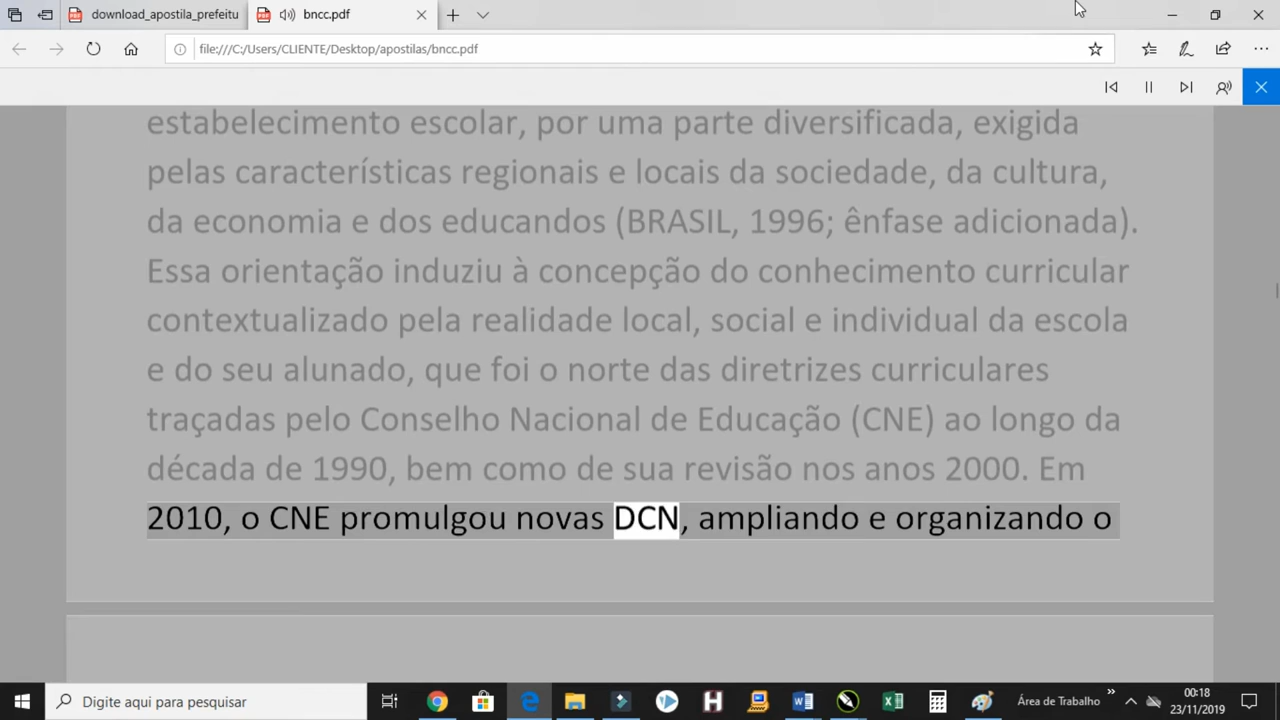 download_apostila_prefeitu
bncc.pdf
file:///C:/Users/CLIENTE/Desktop/apostilas/bncc.pdf
estabelecimento escolar, por uma parte diversificada, exigida
pelas características regionais e locais da sociedade, da cultura,
da economia e dos educandos (BRASIL, 1996; ênfase adicionada).
Essa orientação induziu à concepção do conhecimento curricular
contextualizado pela realidade local, social e individual da escola
e do seu alunado, que foi o norte das diretrizes curriculares
traçadas pelo Conselho Nacional de Educação (CNE) ao longo da
década de 1990, bem como de sua revisão nos anos 2000. Em
2010, o CNE promulgou novas DCN, ampliando e organizando o
Digite aqui para pesquisar
Área de Trabalho
00:18
23/11/2019